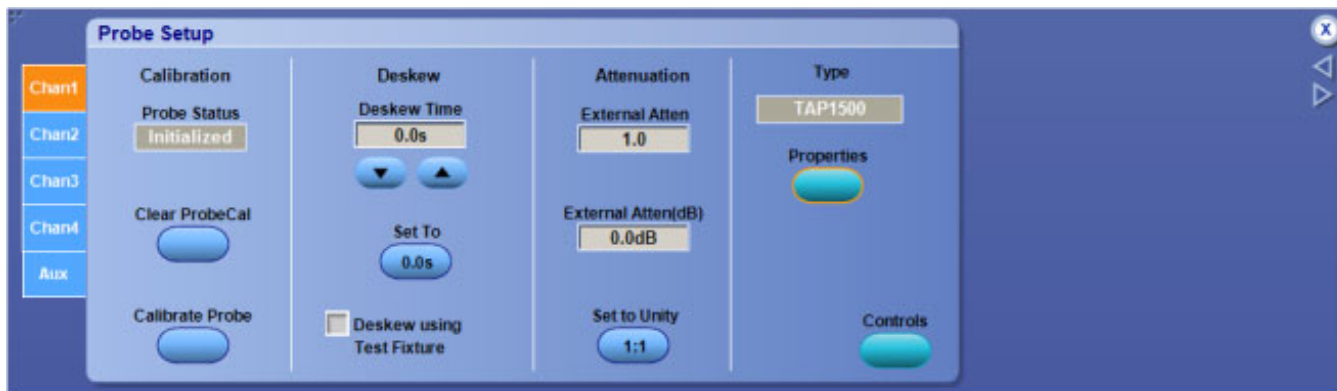 Probe Setup
Chan1
Chan2
Chan3
Chan4
Aux
Calibration
Probe Status
Initialized
Clear ProbeCal
Calibrate Probe
Deskew
Deskew Time
0.0s
Set To
0.0s
Deskew using
Test Fixture
Attenuation
External Atten
1.0
External Atten(dB)
0.0dB
Set to Unity
1:1
Type
TAP1500
Properties
Controls
X